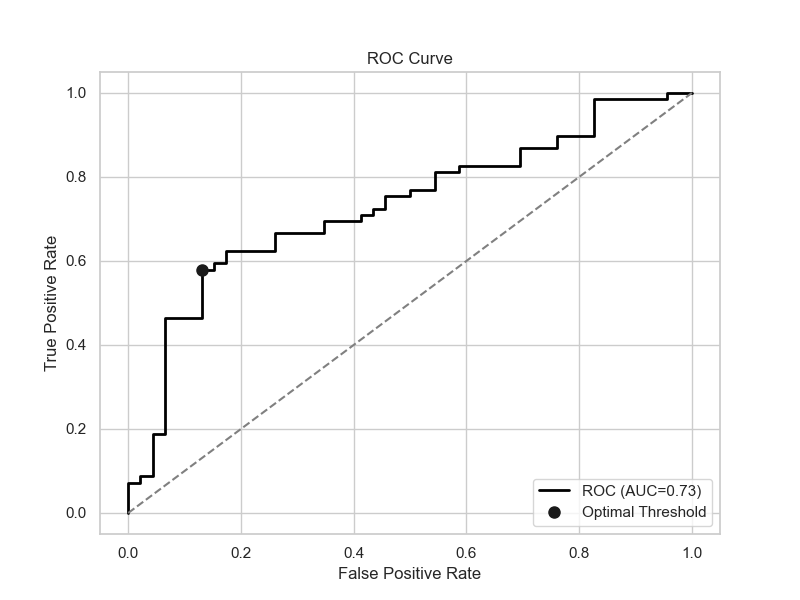 ROC Curve
True Positive Rate
1.0
0.8
0.6
0.4
0.2
0.0
0.0 0.2 0.4 0.6 0.8 1.0
False Positive Rate
ROC (AUC=0.73)
Optimal Threshold